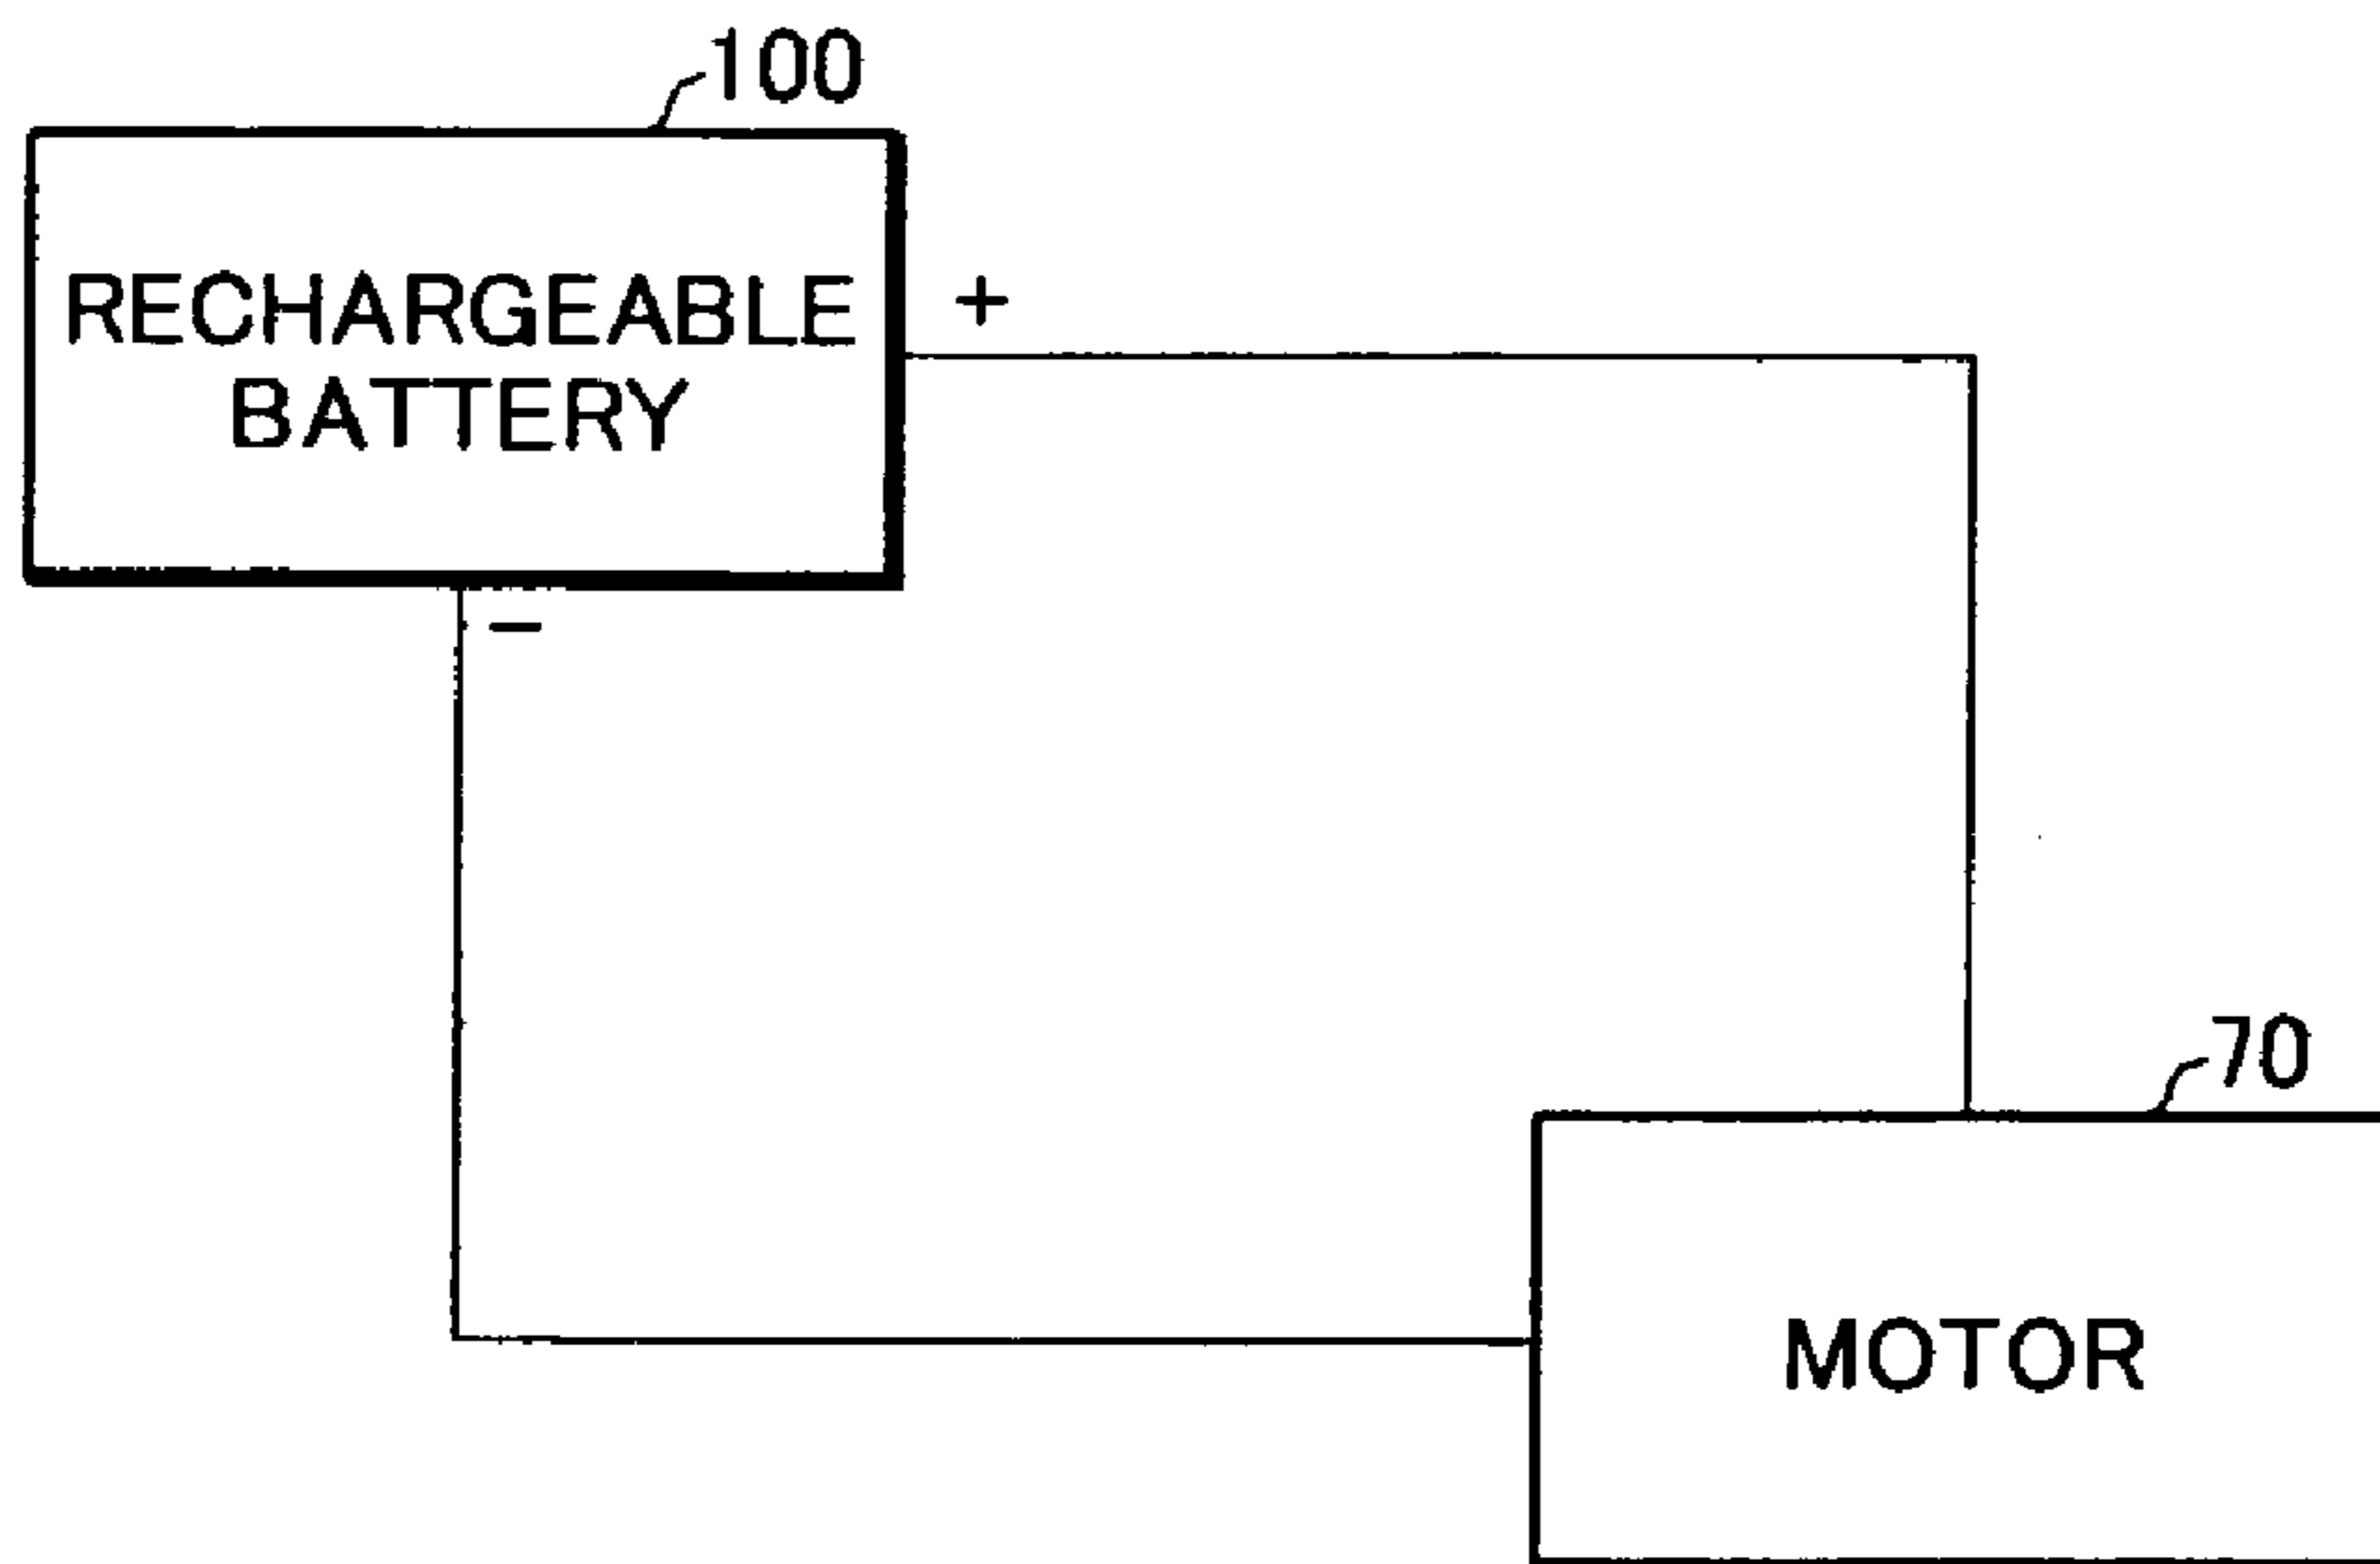 100
RECHARGEABLE
BATTERY
+
−
70
MOTOR